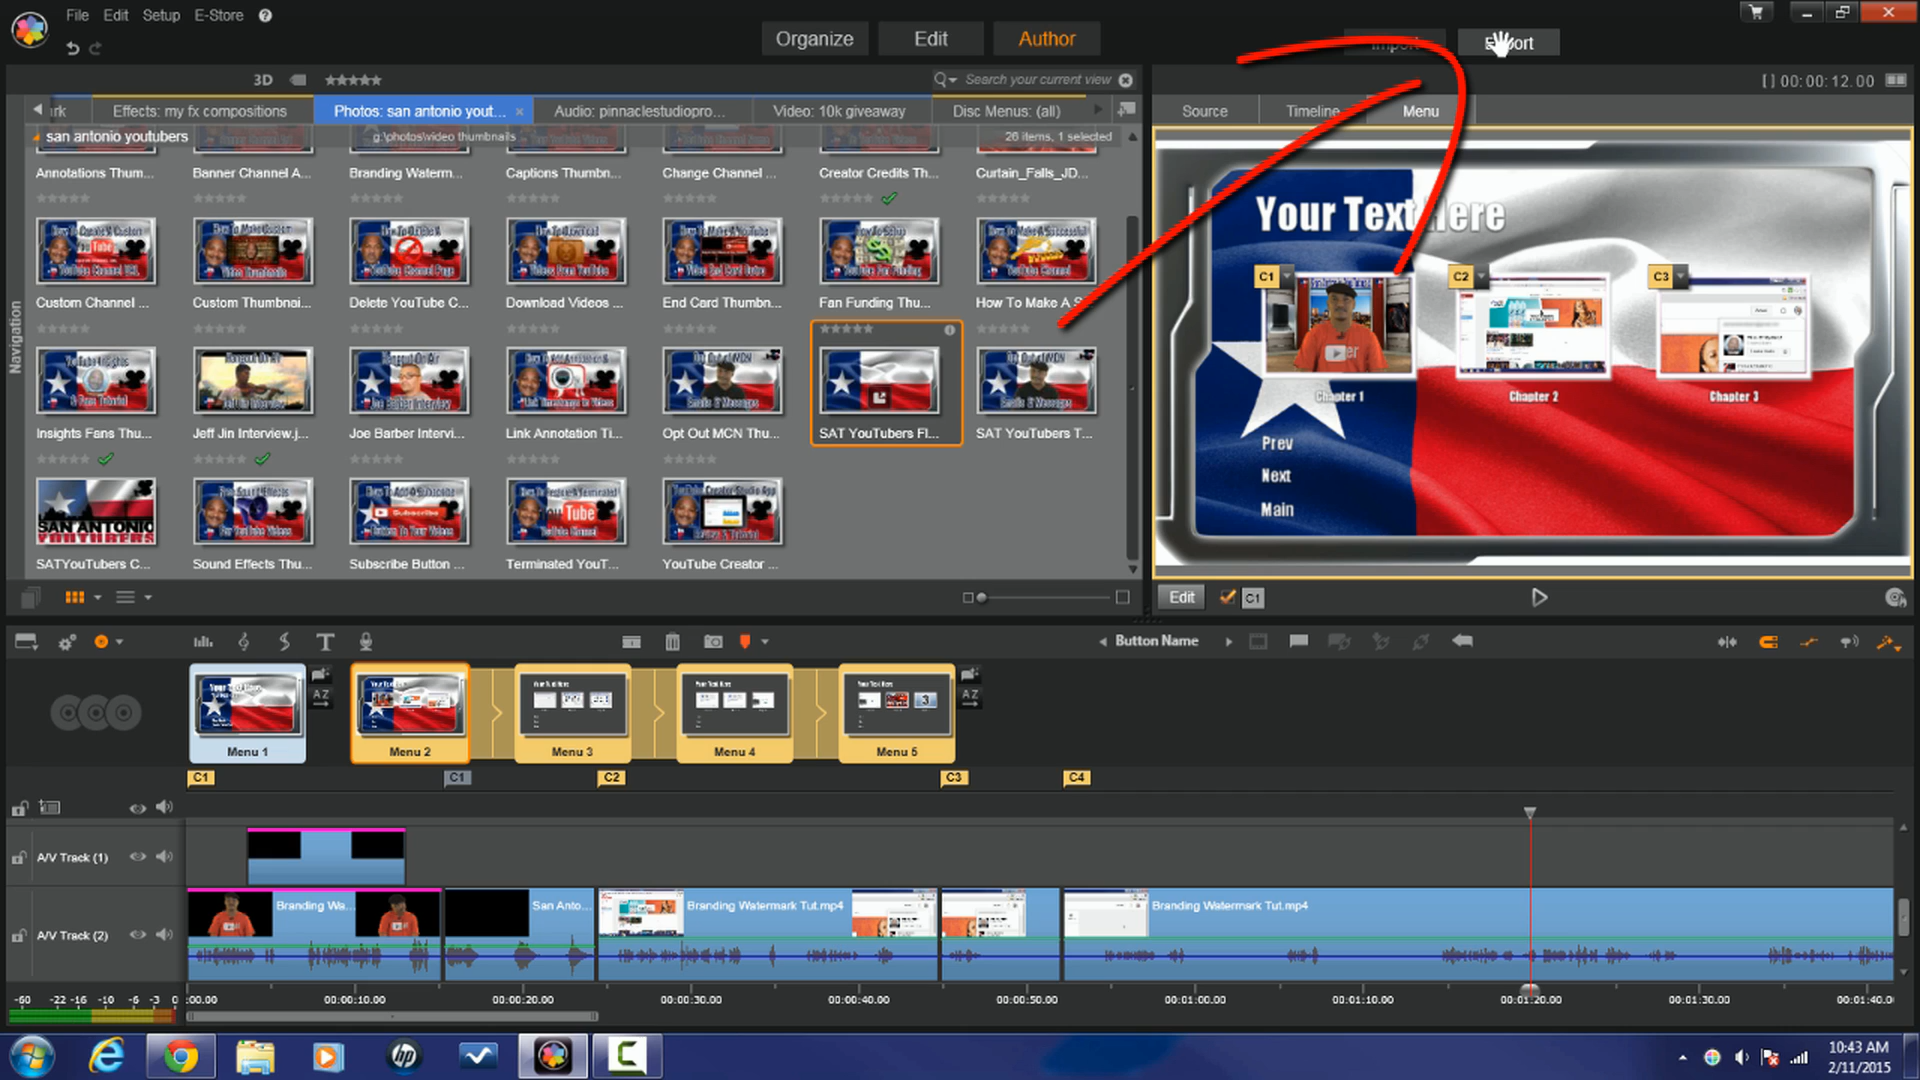 File Edit Setup E-Store ?
Organize Edit Author
3D Search your current view [ ] 00:00:12.00
rk Effects: my fx compositions Photos: san antonio yout... × Audio: pinnaclestudiopro... Video: 10k giveaway Disc Menus: (all)
Source Timeline Menu
san antonio youtubers g:\photos\video thumbnails 26 items, 1 selected
Annotations Thum... Banner Channel A... Branding Waterm... Captions Thumbn... Change Channel ... Creator Credits Th... Curtain_Falls_JD...
Custom Channel ... Custom Thumbnai... Delete YouTube C... Download Videos ... End Card Thumbn... Fan Funding Thu... How To Make A S
Insights Fans Thu... Jeff Jin Interview.j... Joe Barber Intervi... Link Annotation Ti... Opt Out MCN Thu... SAT YouTubers Fl... SAT YouTubers T...
SAN ANTONIO
YOUTUBERS
SATYouTubers C... Sound Effects Thu... Subscribe Button ... Terminated YouT... YouTube Creator ...
Navigation
Your Text Here
C1 C2 C3
Chapter 1 Chapter 2 Chapter 3
Prev
Next
Main
Edit C1
Button Name
Menu 1 Menu 2 Menu 3 Menu 4 Menu 5
AZ AZ
C1 C1 C2 C3 C4
A/V Track (1)
A/V Track (2)
Branding Wa... San Anto... Branding Watermark Tut.mp4 Branding Watermark Tut.mp4
-60 -22 -16 -10 -6 -3 0 :00.00 00:00:10.00 00:00:20.00 00:00:30.00 00:00:40.00 00:00:50.00 00:01:00.00 00:01:10.00 00:01:20.00 00:01:30.00 00:01:40.0
10:43 AM
2/11/2015